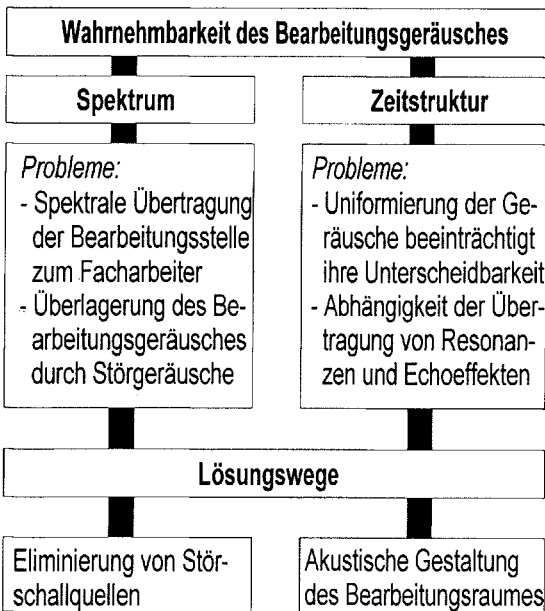 Wahrnehmbarkeit des Bearbeitungsgeräusches
Spektrum
Probleme:
- Spektrale Übertragung
der Bearbeitungsstelle
zum Facharbeiter
- Überlagerung des Be-
arbeitungsgeräusches
durch Störgeräusche
Zeitstruktur
Probleme:
- Uniformierung der Ge-
räusche beeinträchtigt
ihre Unterscheidbarkeit
- Abhängigkeit der Über-
tragung von Resonan-
zen und Echoeffekten
Lösungswege
Eliminierung von Stör-
schallquellen
Akustische Gestaltung
des Bearbeitungsraumes